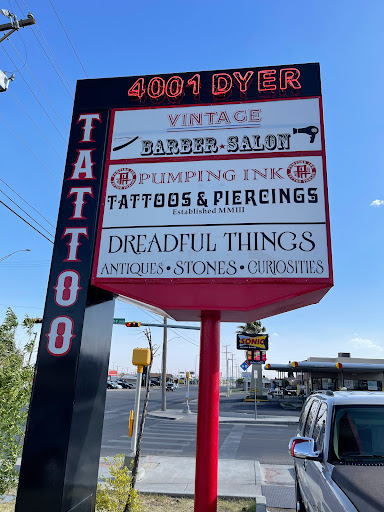 4001 DYER
TATTOO
VINTAGE
BARBER★SALON
PUMPING INK
TATTOOS & PIERCINGS
Established MMIII
DREADFUL THINGS
ANTIQUES • STONES • CURIOSITIES
SONIC